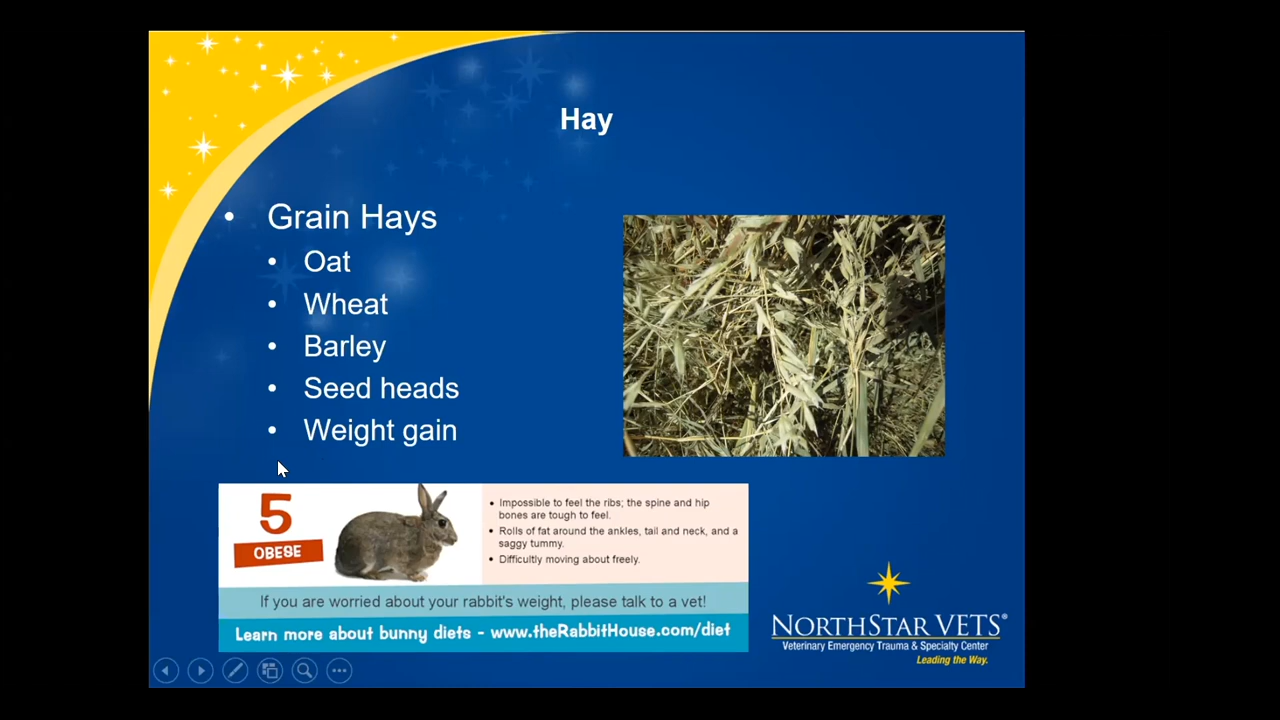 Hay
• Grain Hays
• Oat
• Wheat
• Barley
• Seed heads
• Weight gain
5
OBESE
• Impossible to feel the ribs; the spine and hip
bones are tough to feel.
• Rolls of fat around the ankles, tail and neck, and a
saggy tummy.
• Difficultly moving about freely.
If you are worried about your rabbit's weight, please talk to a vet!
Learn more about bunny diets - www.theRabbitHouse.com/diet
NORTHSTAR VETS®
Veterinary Emergency Trauma & Specialty Center
Leading the Way.